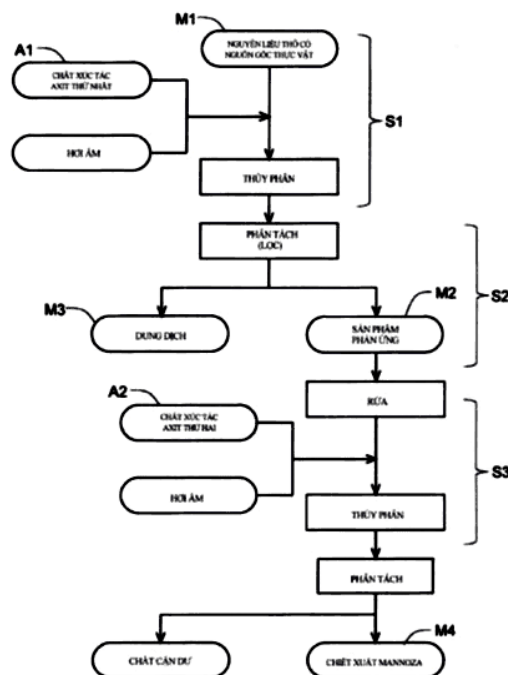 M1
NGUYÊN LIỆU THÔ CÓ
NGUỒN GỐC THỰC VẬT
A1
CHẤT XÚC TÁC
AXIT THỨ NHẤT
S1
HƠI ẨM
THỦY PHÂN
PHÂN TÁCH
(LỌC)
M3
M2
S2
DUNG DỊCH
SẢN PHẨM
PHẢN ỨNG
A2
RỬA
CHẤT XÚC TÁC
AXIT THỨ HAI
S3
HƠI ẨM
THỦY PHÂN
PHÂN TÁCH
M4
CHẤT CẶN DƯ
CHIẾT XUẤT MANNOZA